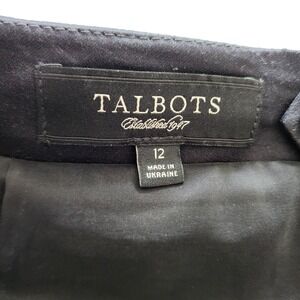 TALBOTS
Established 1947
12
MADE IN
UKRAINE